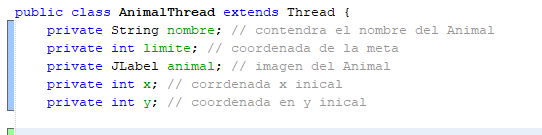 public class AnimalThread extends Thread {
private String nombre; // contendra el nombre del Animal
private int limite; // coordenada de la meta
private JLabel animal; // imagen del Animal
private int x; // corrdenada x inical
private int y; // coordenada en y inical